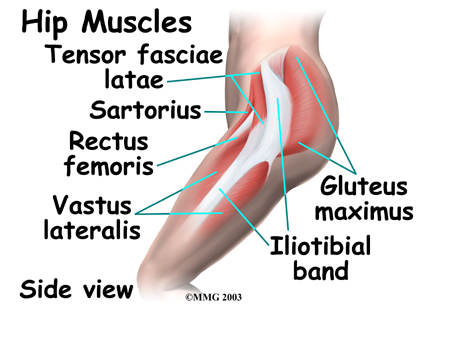 Hip Muscles
Tensor fasciae
latae
Sartorius
Rectus
femoris
Vastus
lateralis
Gluteus
maximus
Iliotibial
band
Side view
©MMG 2003